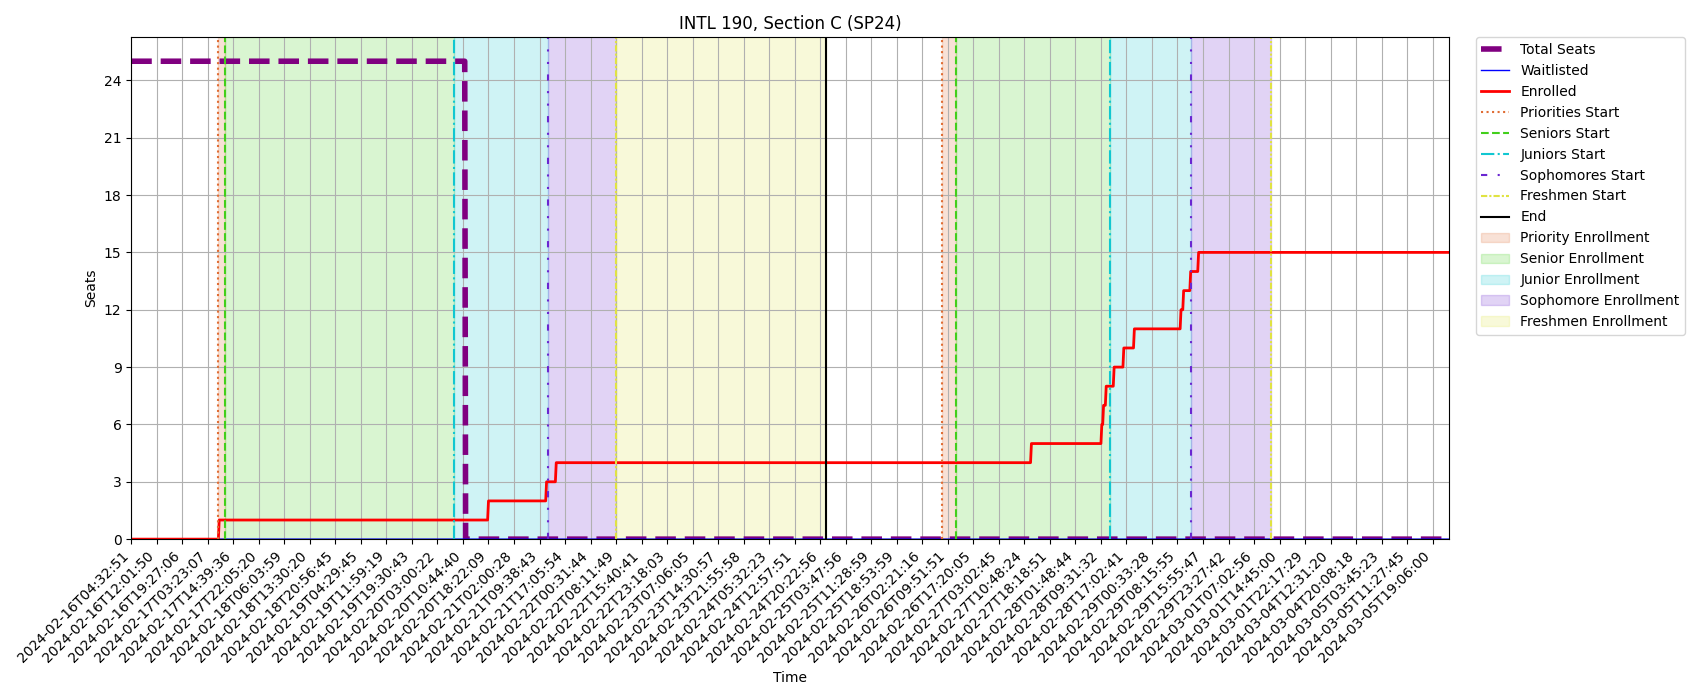 INTL 190, Section C (SP24)
Seats
24
21
18
15
12
9
6
3
0
2024-02-16T04:32:51
2024-02-16T12:01:50
2024-02-16T19:27:06
2024-02-17T03:23:07
2024-02-17T14:39:36
2024-02-17T22:05:20
2024-02-18T06:03:59
2024-02-18T13:30:20
2024-02-18T20:56:45
2024-02-19T04:29:45
2024-02-19T11:59:19
2024-02-19T19:30:43
2024-02-20T03:00:22
2024-02-20T10:44:40
2024-02-20T18:22:09
2024-02-21T02:00:28
2024-02-21T09:38:43
2024-02-21T17:05:54
2024-02-22T00:31:44
2024-02-22T08:11:49
2024-02-22T15:40:41
2024-02-22T23:18:03
2024-02-23T07:06:05
2024-02-23T14:30:57
2024-02-23T21:55:58
2024-02-24T05:32:23
2024-02-24T12:57:51
2024-02-24T20:22:56
2024-02-25T03:47:56
2024-02-25T11:28:59
2024-02-25T18:53:59
2024-02-26T02:21:16
2024-02-26T09:51:51
2024-02-26T17:20:05
2024-02-27T03:02:45
2024-02-27T10:48:24
2024-02-27T18:18:51
2024-02-28T01:48:44
2024-02-28T09:31:32
2024-02-28T17:02:41
2024-02-29T00:33:28
2024-02-29T08:15:55
2024-02-29T15:55:47
2024-02-29T23:27:42
2024-03-01T07:02:56
2024-03-01T14:45:00
2024-03-01T22:17:29
2024-03-04T12:31:20
2024-03-04T20:08:18
2024-03-05T03:45:23
2024-03-05T11:27:45
2024-03-05T19:06:00
Time
Total Seats
Waitlisted
Enrolled
Priorities Start
Seniors Start
Juniors Start
Sophomores Start
Freshmen Start
End
Priority Enrollment
Senior Enrollment
Junior Enrollment
Sophomore Enrollment
Freshmen Enrollment